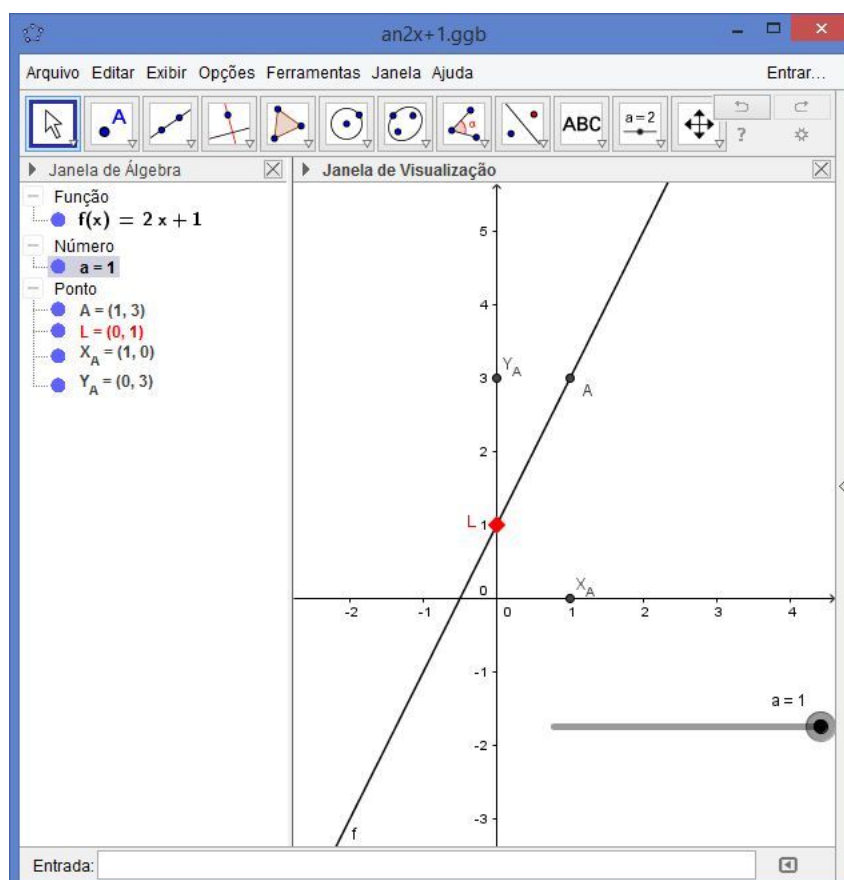 an2x+1.ggb
Arquivo Editar Exibir Opções Ferramentas Janela Ajuda Entrar...
A α ABC a = 2 ?
Janela de Álgebra
Janela de Visualização
Função
f(x) = 2 x + 1
Número
a = 1
Ponto
A = (1, 3)
L = (0, 1)
X_A = (1, 0)
Y_A = (0, 3)
5
4
3 Y_A A
2
L 1
0 X_A
-2 -1 0 1 2 3 4
-1
a = 1
-2
-3
f
Entrada: